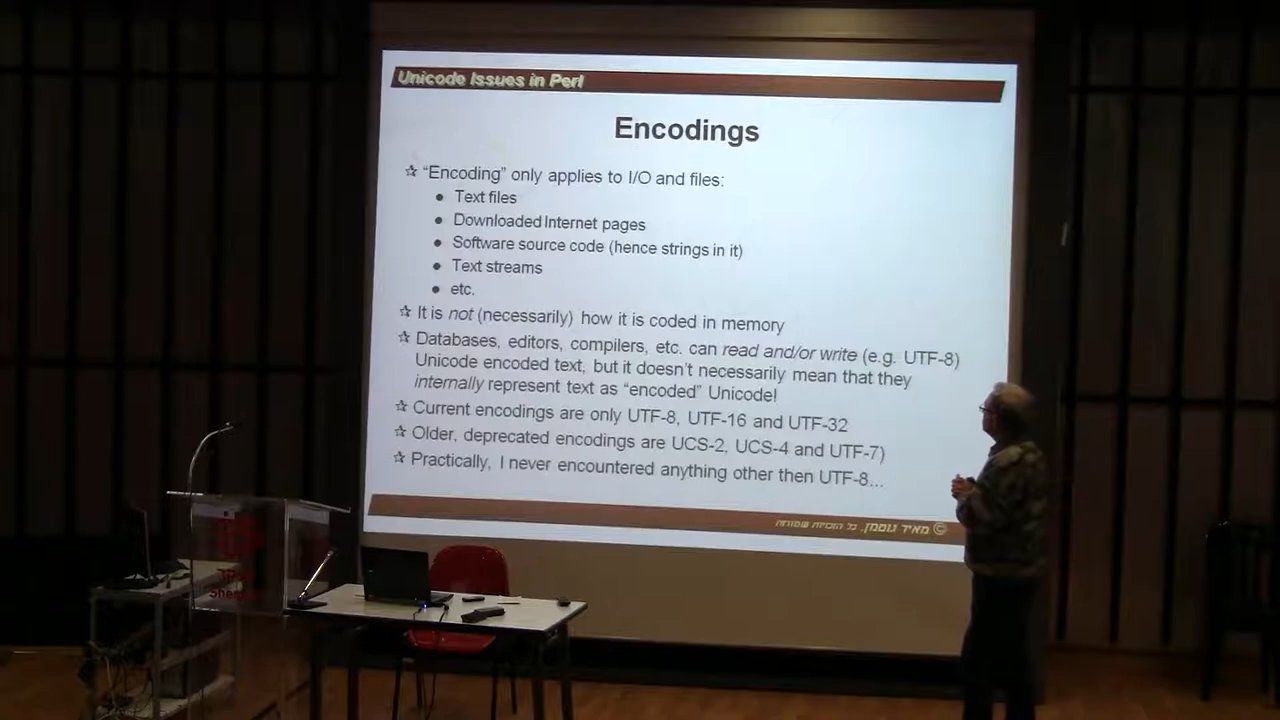 Unicode Issues in Perl
Encodings
“Encoding” only applies to I/O and files:
Text files
Downloaded Internet pages
Software source code (hence strings in it)
Text streams
etc.
It is not (necessarily) how it is coded in memory
Databases, editors, compilers, etc. can read and/or write (e.g. UTF-8)
Unicode encoded text, but it doesn't necessarily mean that they
internally represent text as “encoded” Unicode!
Current encodings are only UTF-8, UTF-16 and UTF-32
Older, deprecated encodings are UCS-2, UCS-4 and UTF-7)
Practically, I never encountered anything other then UTF-8...
© מאיר גוטמן. כל הזכויות שמורות